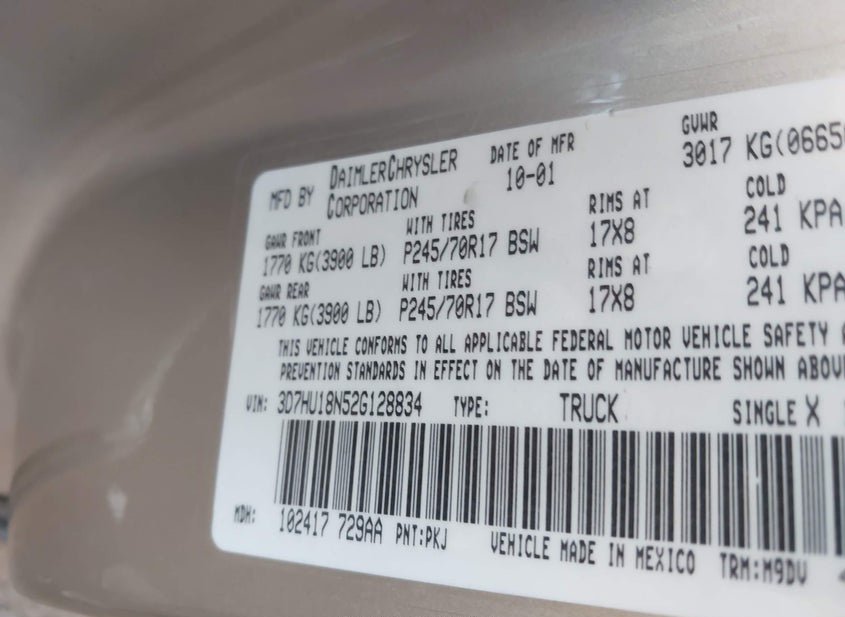 MFD BY DAIMLERCHRYSLER CORPORATION DATE OF MFR 10-01 GVWR 3017 KG(0665
GAWR FRONT WITH TIRES RIMS AT COLD
1770 KG(3900 LB) P245/70R17 BSW 17X8 241 KPA
GAWR REAR WITH TIRES RIMS AT COLD
1770 KG(3900 LB) P245/70R17 BSW 17X8 241 KPA
THIS VEHICLE CONFORMS TO ALL APPLICABLE FEDERAL MOTOR VEHICLE SAFETY
PREVENTION STANDARDS IN EFFECT ON THE DATE OF MANUFACTURE SHOWN ABOV
VIN: 3D7HU18N52G128834 TYPE: TRUCK SINGLE X
MDH: 102417 729AA PNT:PKJ VEHICLE MADE IN MEXICO TRM:M9DV